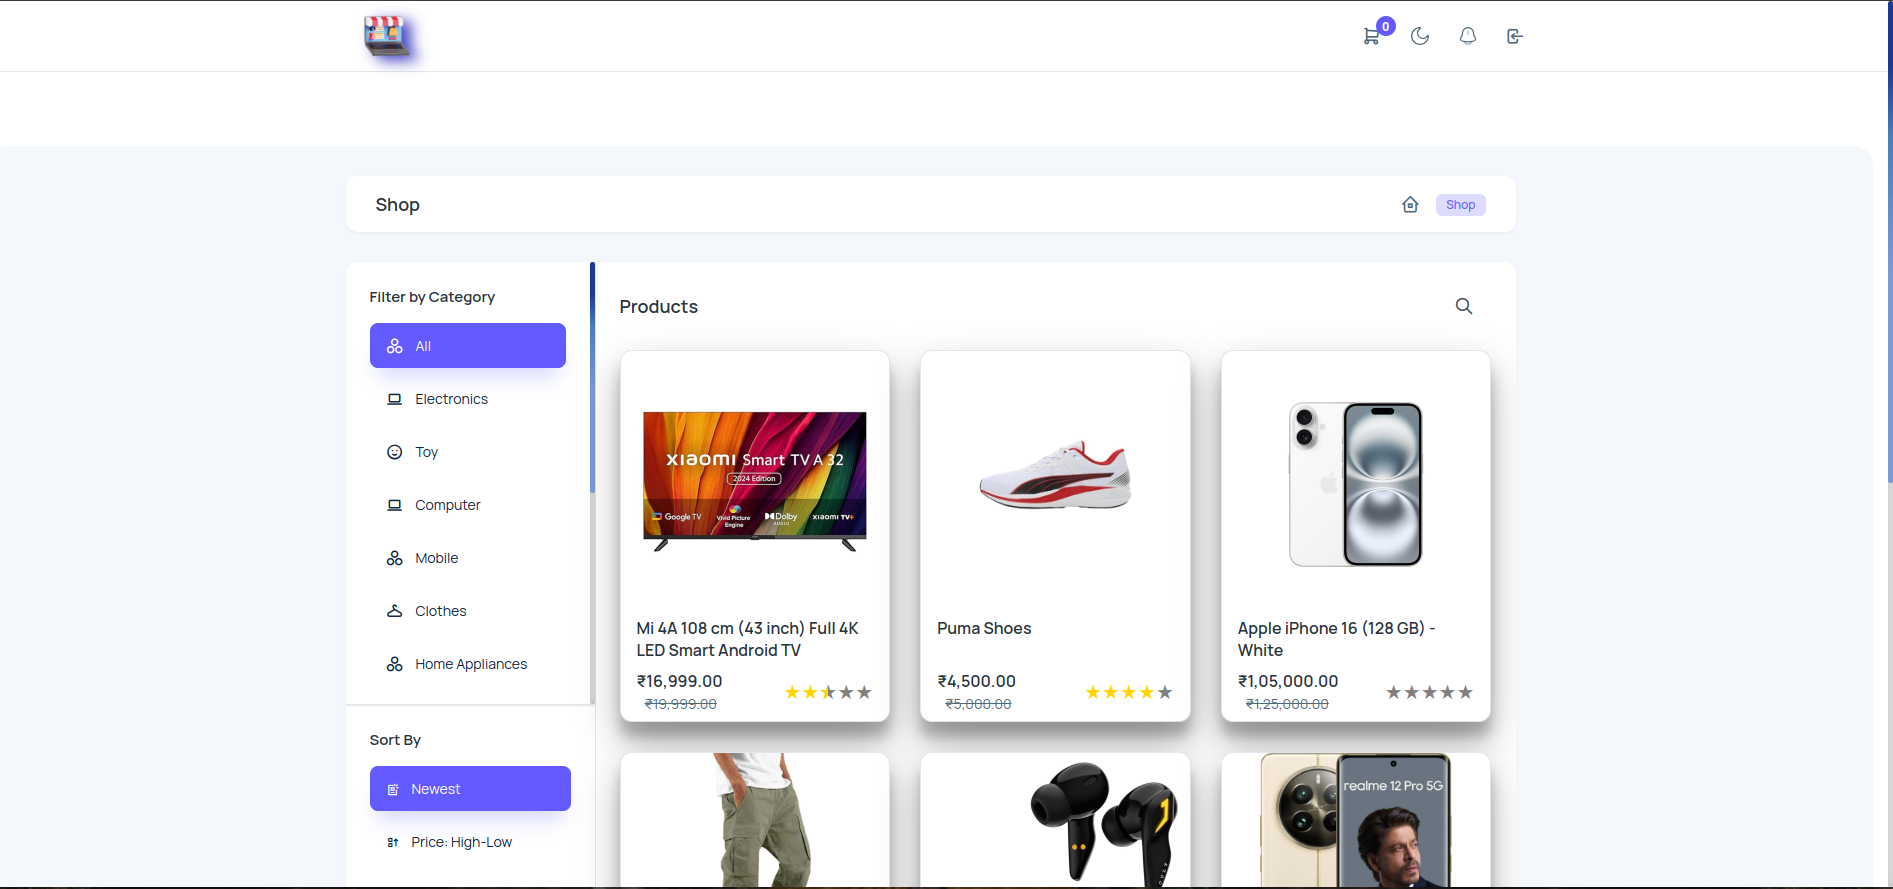 0
Shop
Shop
Filter by Category
All
Electronics
Toy
Computer
Mobile
Clothes
Home Appliances
Sort By
Newest
Price: High-Low
Products
xiaomi Smart TV A 32
2024 Edition
Google TV
Vivid Picture
Engine
Dolby
AUDIO
xiaomi TV+
Mi 4A 108 cm (43 inch) Full 4K
LED Smart Android TV
₹16,999.00
₹19,999.00
Puma Shoes
₹4,500.00
₹5,000.00
Apple iPhone 16 (128 GB) -
White
₹1,05,000.00
₹1,25,000.00
realme 12 Pro 5G